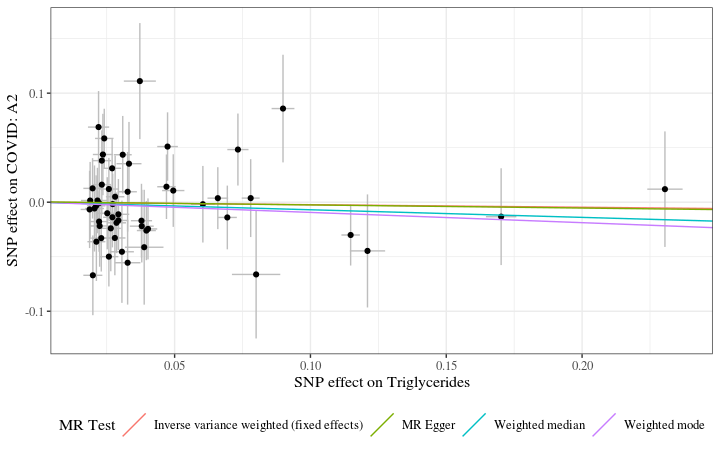 SNP effect on COVID: A2
0.1
0.0
-0.1
0.05
0.10
0.15
0.20
SNP effect on Triglycerides
MR Test
Inverse variance weighted (fixed effects)
MR Egger
Weighted median
Weighted mode